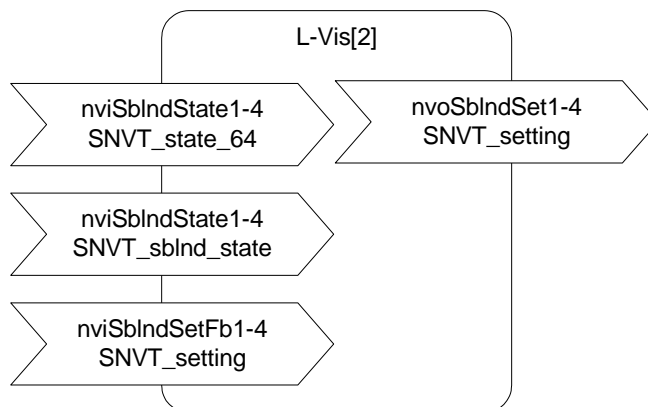 L-Vis[2]
nviSblndState1-4
SNVT_state_64
nvoSblndSet1-4
SNVT_setting
nviSblndState1-4
SNVT_sblnd_state
nviSblndSetFb1-4
SNVT_setting